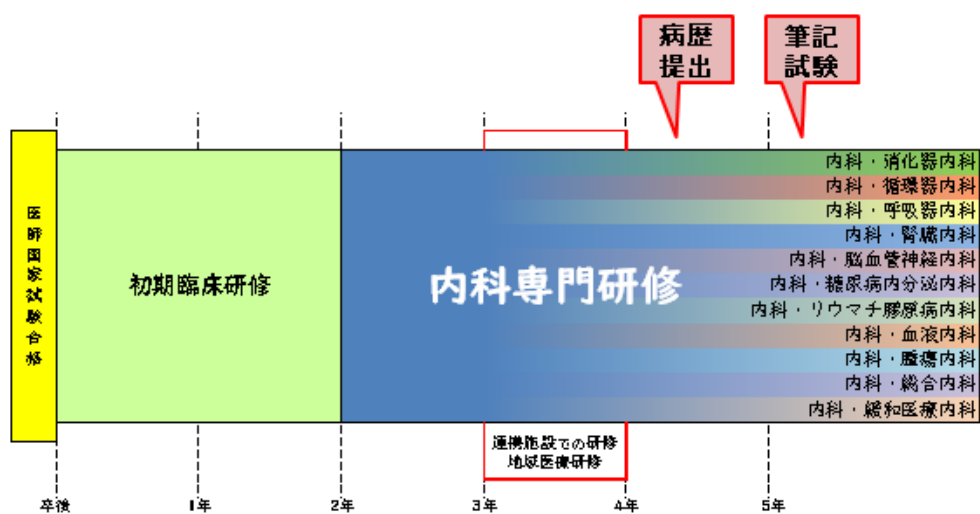 病歴
提出
筆記
試験
医師国家試験合格
初期臨床研修
内科専門研修
内科・消化器内科
内科・循環器内科
内科・呼吸器内科
内科・腎臓内科
内科・脳血管神経内科
内科・糖尿病内分泌内科
内科・リウマチ膠原病内科
内科・血液内科
内科・腫瘍内科
内科・総合内科
内科・緩和医療内科
連携施設での研修
地域医療研修
卒後
1年
2年
3年
4年
5年